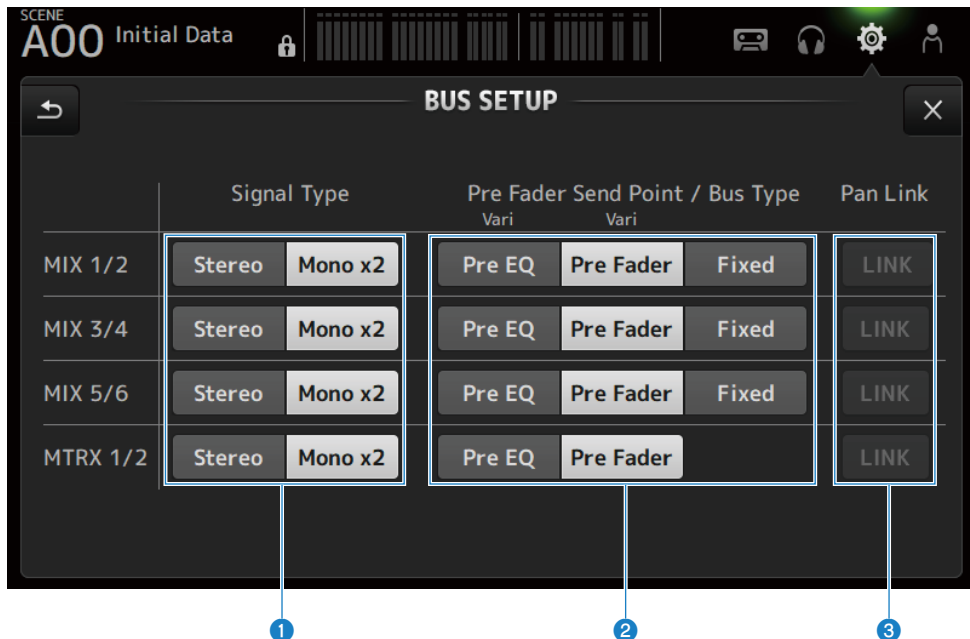 SCENE
A00 Initial Data
BUS SETUP
Signal Type Pre Fader Send Point / Bus Type Pan Link
Vari Vari
MIX 1/2 Stereo Mono x2 Pre EQ Pre Fader Fixed LINK
MIX 3/4 Stereo Mono x2 Pre EQ Pre Fader Fixed LINK
MIX 5/6 Stereo Mono x2 Pre EQ Pre Fader Fixed LINK
MTRX 1/2 Stereo Mono x2 Pre EQ Pre Fader LINK
1 2 3